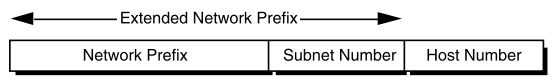 Extended Network Prefix
Network Prefix Subnet Number Host Number